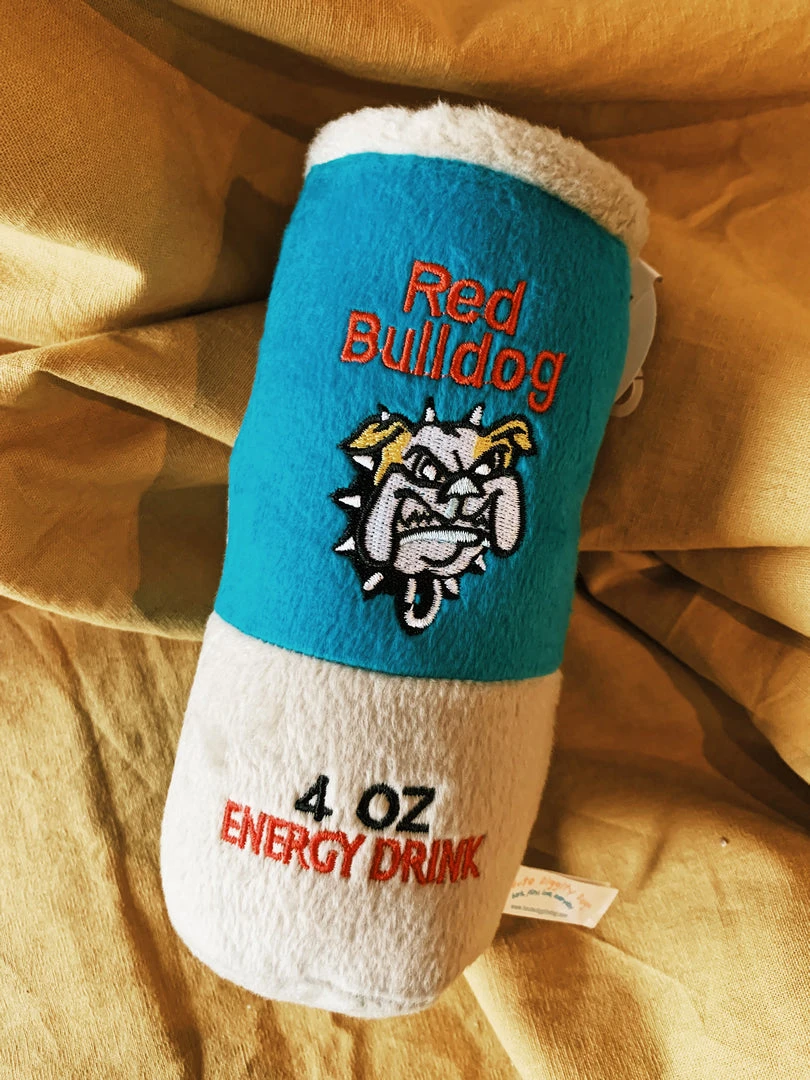 Red
Bulldog
4 OZ
ENERGY DRINK